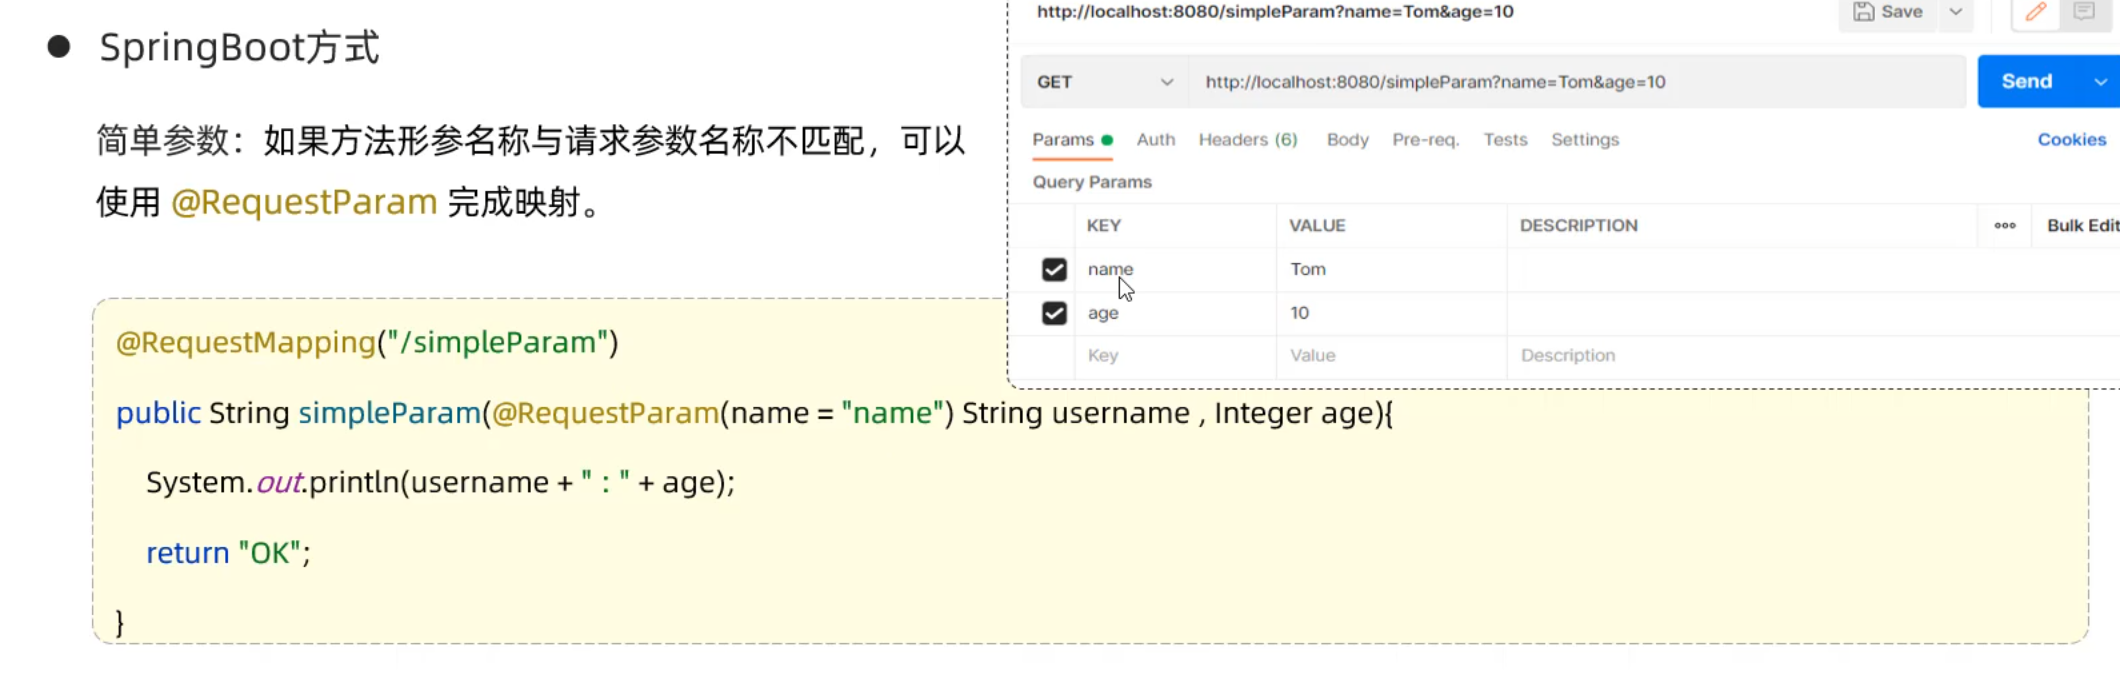 SpringBoot方式
简单参数：如果方法形参名称与请求参数名称不匹配，可以
使用 @RequestParam 完成映射。
http://localhost:8080/simpleParam?name=Tom&age=10
Save
GET
http://localhost:8080/simpleParam?name=Tom&age=10
Send
Params Auth Headers (6) Body Pre-req. Tests Settings Cookies
Query Params
KEY VALUE DESCRIPTION Bulk Edit
name Tom
age 10
Key Value Description
@RequestMapping("/simpleParam")
public String simpleParam(@RequestParam(name = "name") String username , Integer age){
System.out.println(username + " : " + age);
return "OK";
}